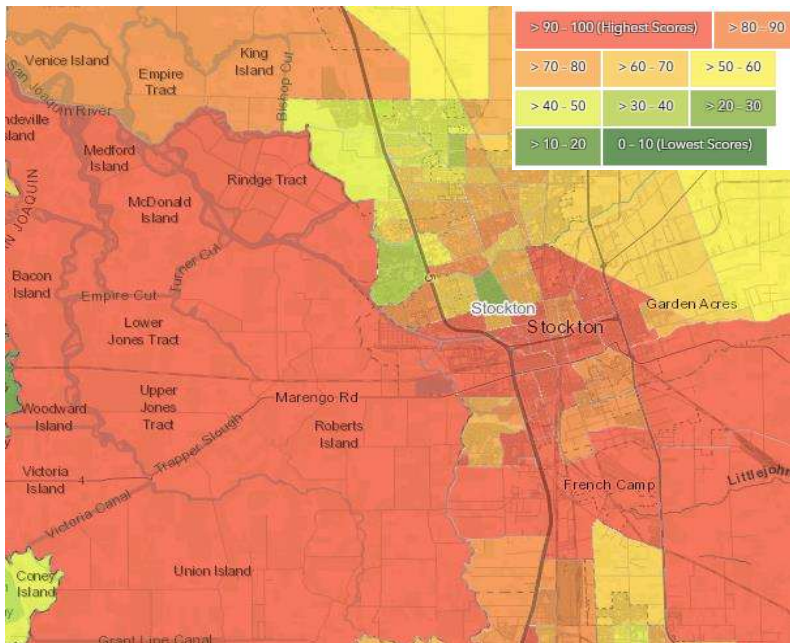 > 90 - 100 (Highest Scores)
> 80 - 90
> 70 - 80
> 60 - 70
> 50 - 60
> 40 - 50
> 30 - 40
> 20 - 30
> 10 - 20
0 - 10 (Lowest Scores)
Venice Island
King
Island
Empire
Tract
Bishop Cut
San Joaquin River
Island
Medford
Island
Rindge Tract
McDonald
Island
JOAQUIN
Turner Cut
Bacon
Island
Empire Cut
5
Stockton
Stockton
Garden Acres
Lower
Jones Tract
Upper
Jones
Tract
Marengo Rd
Woodward
Island
Roberts
Island
Trapper Slough
Victoria
Island
4
French Camp
Littlejohn
Victoria Canal
Union Island
Coney
Island
Grant Line Canal